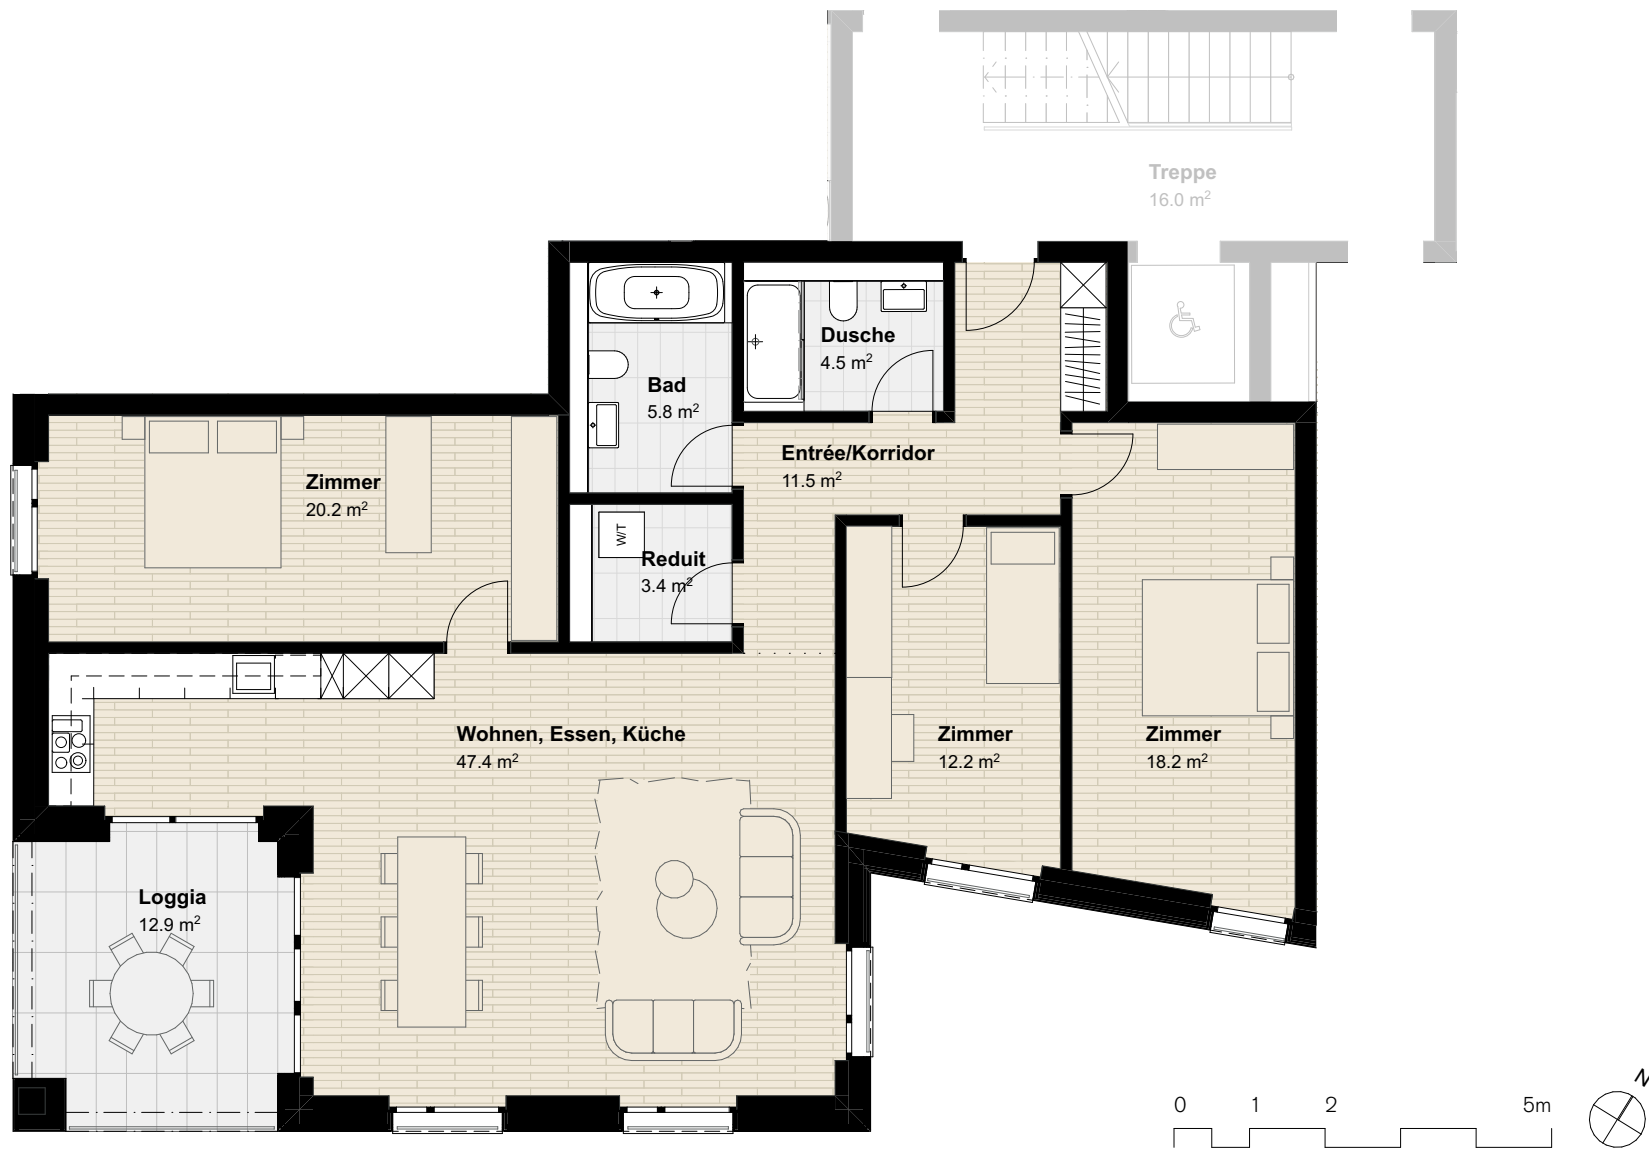 Treppe
16.0 m²
Dusche
4.5 m²
Bad
5.8 m²
Entrée/Korridor
11.5 m²
Zimmer
20.2 m²
W/T
Reduit
3.4 m²
Wohnen, Essen, Küche
47.4 m²
Zimmer
12.2 m²
Zimmer
18.2 m²
Loggia
12.9 m²
N
0 1 2 5m